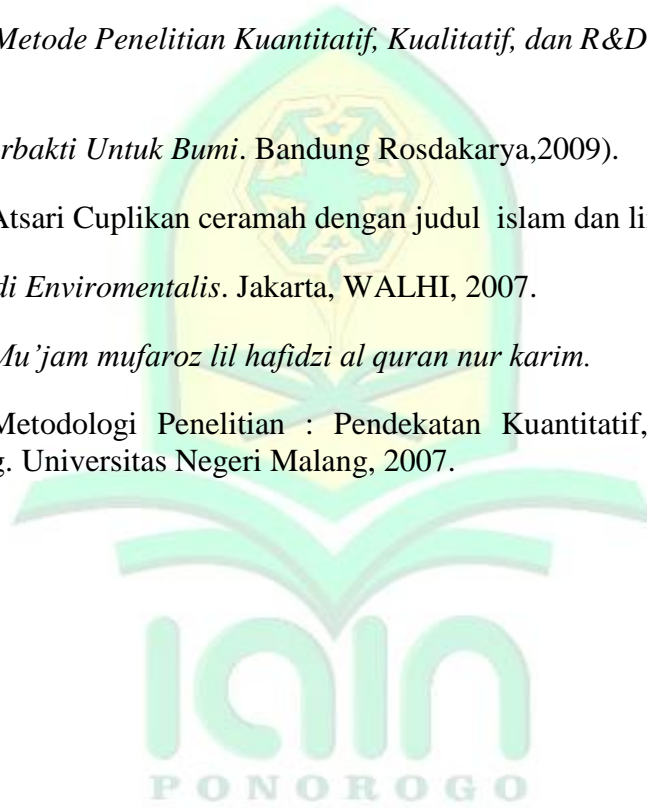 Metode Penelitian Kuantitatif, Kualitatif, dan R&D
rbakti Untuk Bumi. Bandung Rosdakarya,2009).
Atsari Cuplikan ceramah dengan judul islam dan li
di Enviromentalis. Jakarta, WALHI, 2007.
Mu’jam mufaroz lil hafidzi al quran nur karim.
Metodologi Penelitian : Pendekatan Kuantitatif,
g. Universitas Negeri Malang, 2007.
iain
PONOROGO